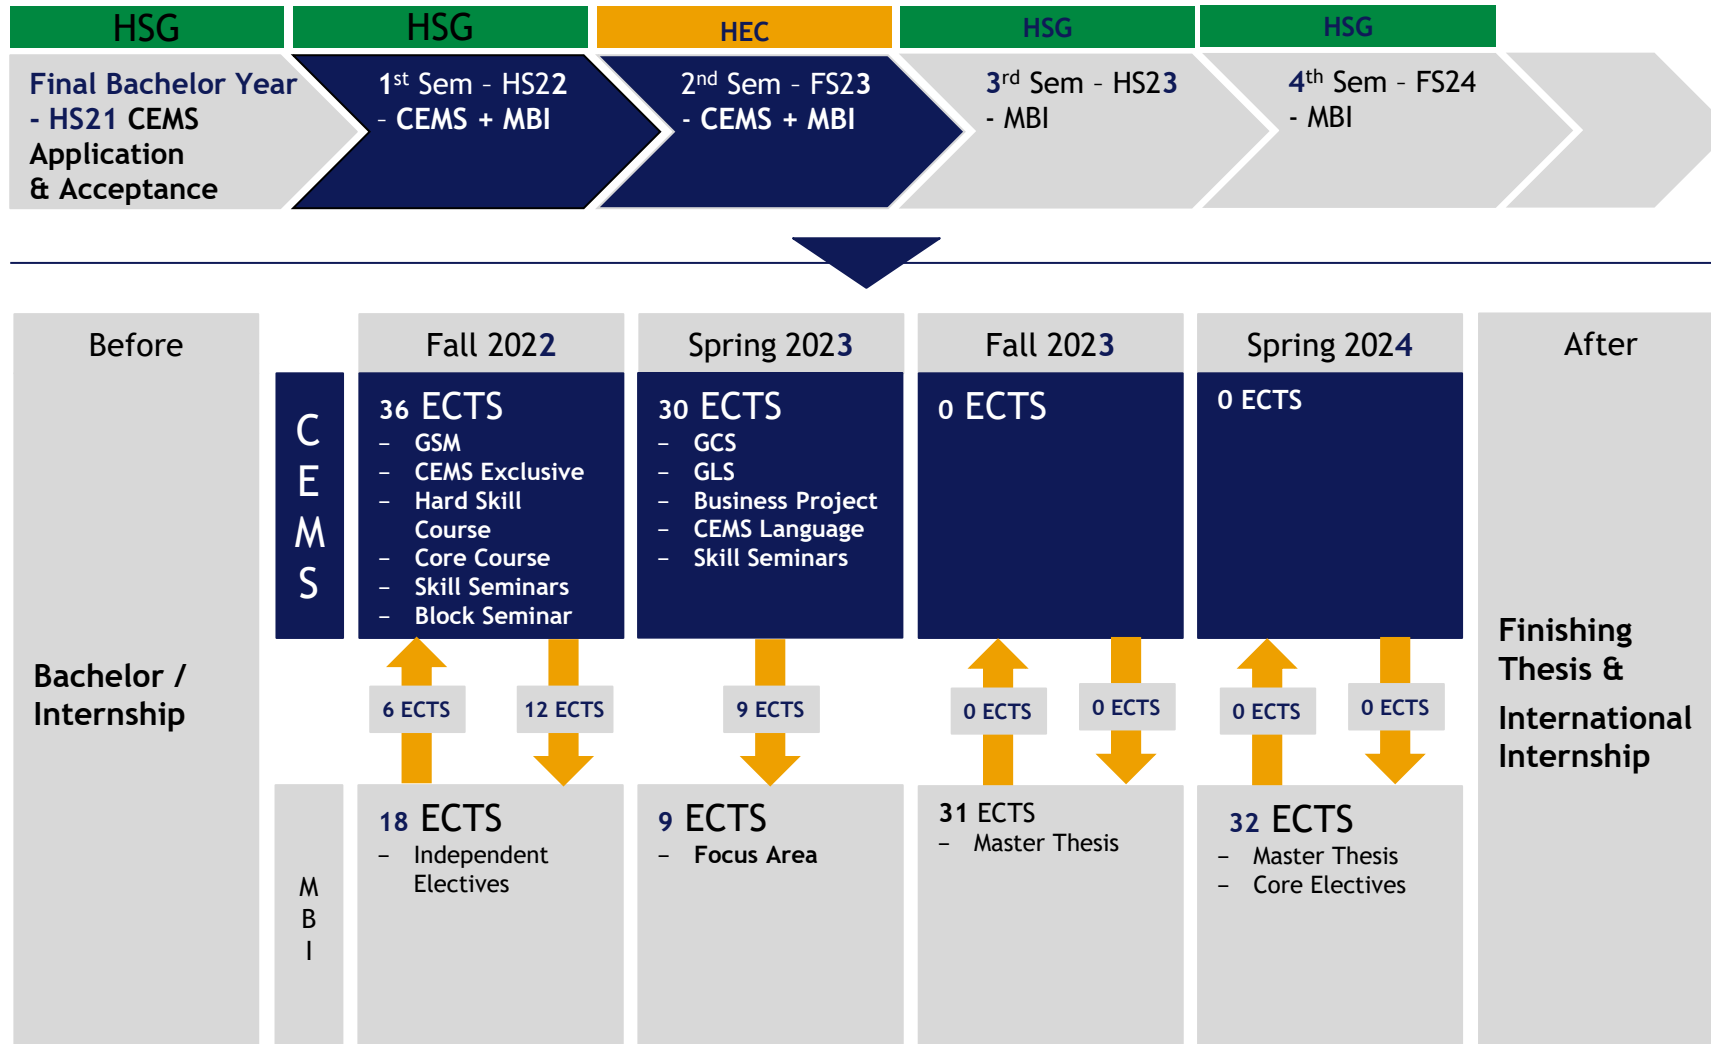 HSG
HSG
HEC
HSG
HSG
Final Bachelor Year
- HS21 CEMS
Application
& Acceptance
1st Sem – HS22
– CEMS + MBI
2nd Sem – FS23
- CEMS + MBI
3rd Sem – HS23
- MBI
4th Sem – FS24
- MBI
Before
Bachelor /
Internship
CEMS
MBI
Fall 2022
36 ECTS
– GSM
– CEMS Exclusive
– Hard Skill
Course
– Core Course
– Skill Seminars
– Block Seminar
6 ECTS
12 ECTS
18 ECTS
– Independent
Electives
Spring 2023
30 ECTS
– GCS
– GLS
– Business Project
– CEMS Language
– Skill Seminars
9 ECTS
9 ECTS
– Focus Area
Fall 2023
0 ECTS
0 ECTS
0 ECTS
31 ECTS
– Master Thesis
Spring 2024
0 ECTS
0 ECTS
0 ECTS
32 ECTS
– Master Thesis
– Core Electives
After
Finishing
Thesis &
International
Internship